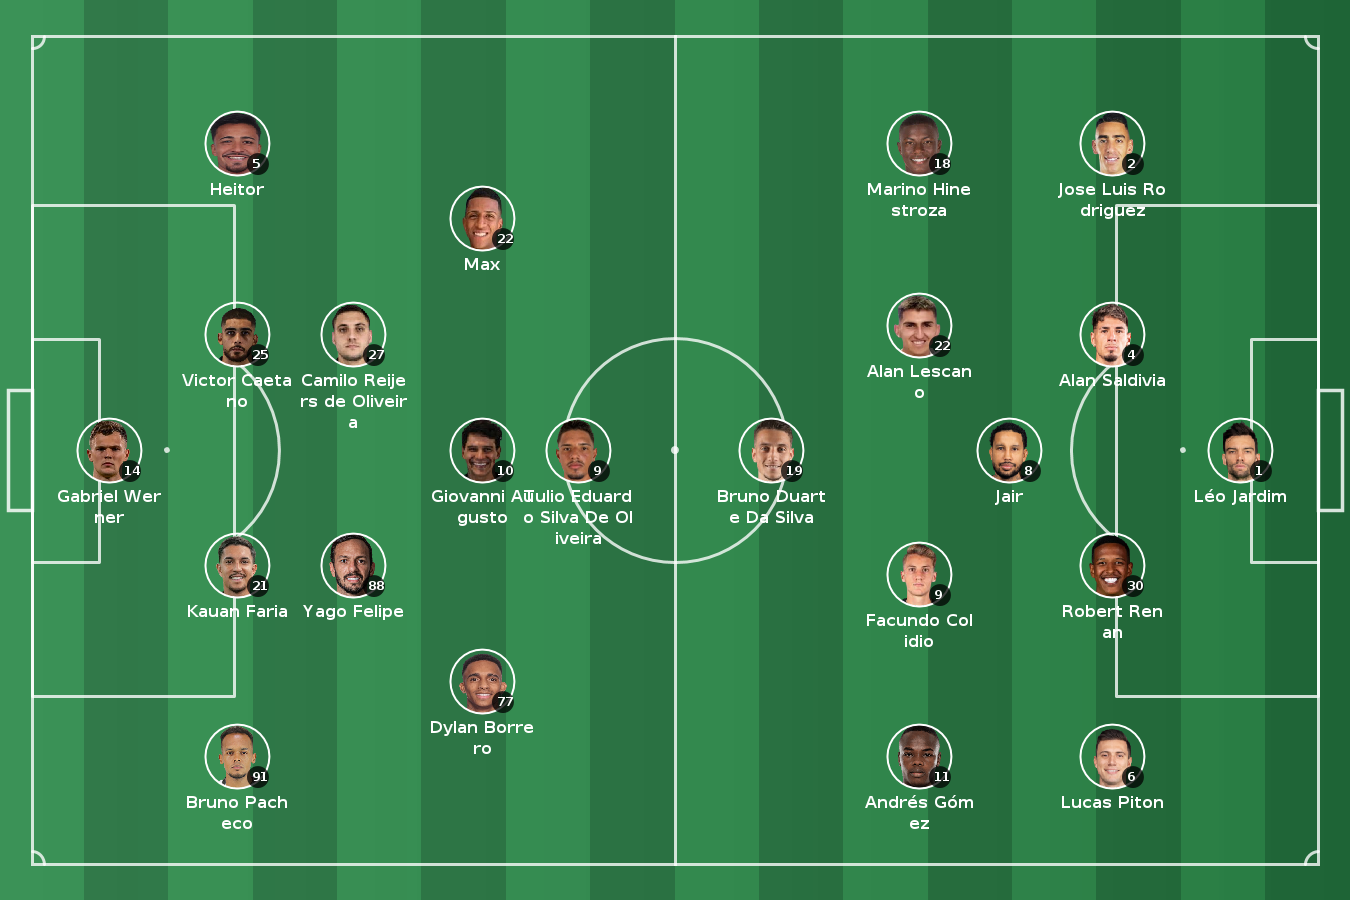 5
Heitor
22
Max
25
Victor Caeta
no
27
Camilo Reije
rs de Oliveir
a
14
Gabriel Wer
ner
10
Giovanni Au
gusto
9
Tulio Eduard
o Silva De Ol
iveira
21
Kauan Faria
88
Yago Felipe
77
Dylan Borre
ro
91
Bruno Pach
eco
18
Marino Hine
stroza
2
Jose Luis Ro
driguez
22
Alan Lescan
o
4
Alan Saldivia
19
Bruno Duart
e Da Silva
8
Jair
1
Léo Jardim
9
Facundo Col
idio
30
Robert Ren
an
11
Andrés Góm
ez
6
Lucas Piton